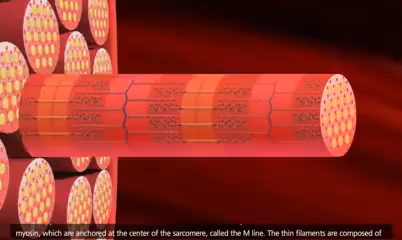 myosin, which are anchored at the center of the sarcomere, called the M line. The thin filaments are composed of